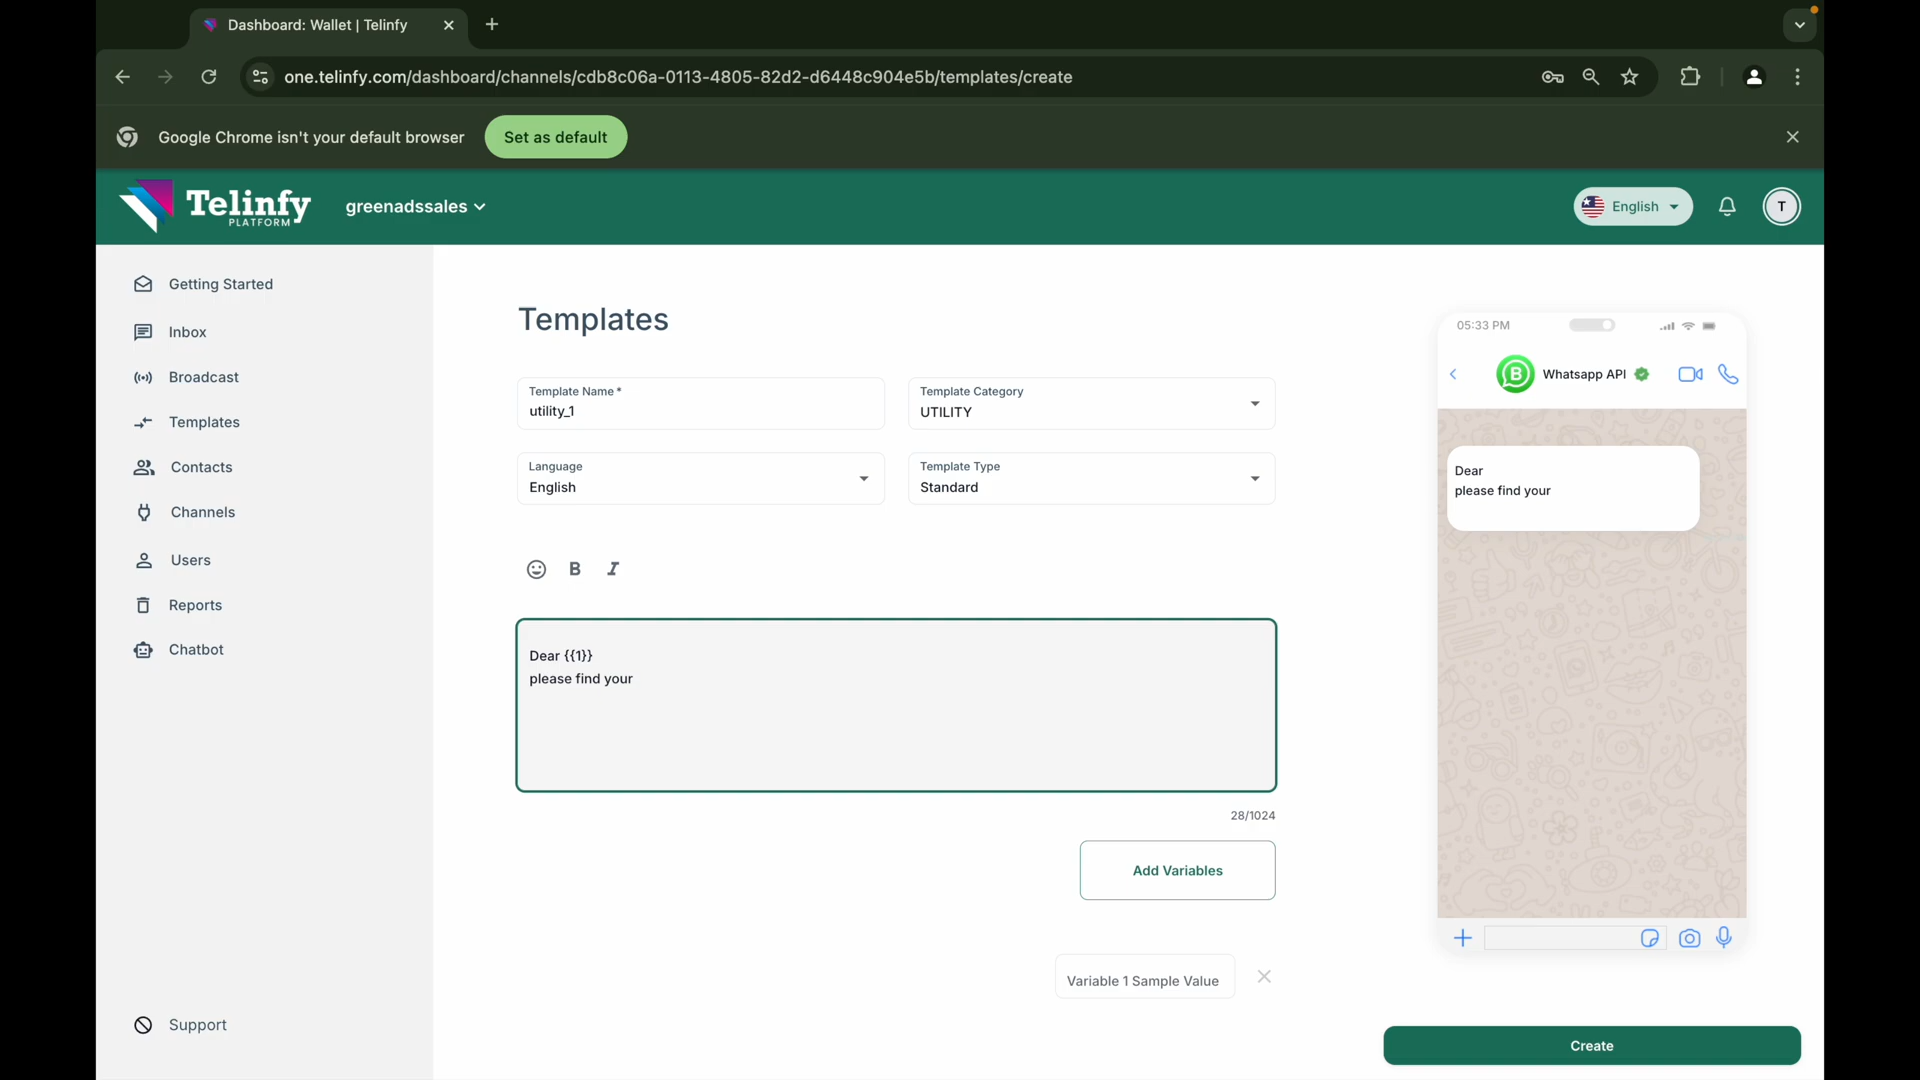 Dashboard: Wallet | Telinfy
one.telinfy.com/dashboard/channels/cdb8c06a-0113-4805-82d2-d6448c904e5b/templates/create
Google Chrome isn't your default browser
Set as default
Telinfy
PLATFORM
greenadssales
English
T
Getting Started
Inbox
Broadcast
Templates
Contacts
Channels
Users
Reports
Chatbot
Support
Templates
Template Name *
utility_1
Template Category
UTILITY
Language
English
Template Type
Standard
B I
Dear {{1}}
please find your
28/1024
Add Variables
Variable 1 Sample Value
05:33 PM
B
Whatsapp API
Dear
please find your
Create